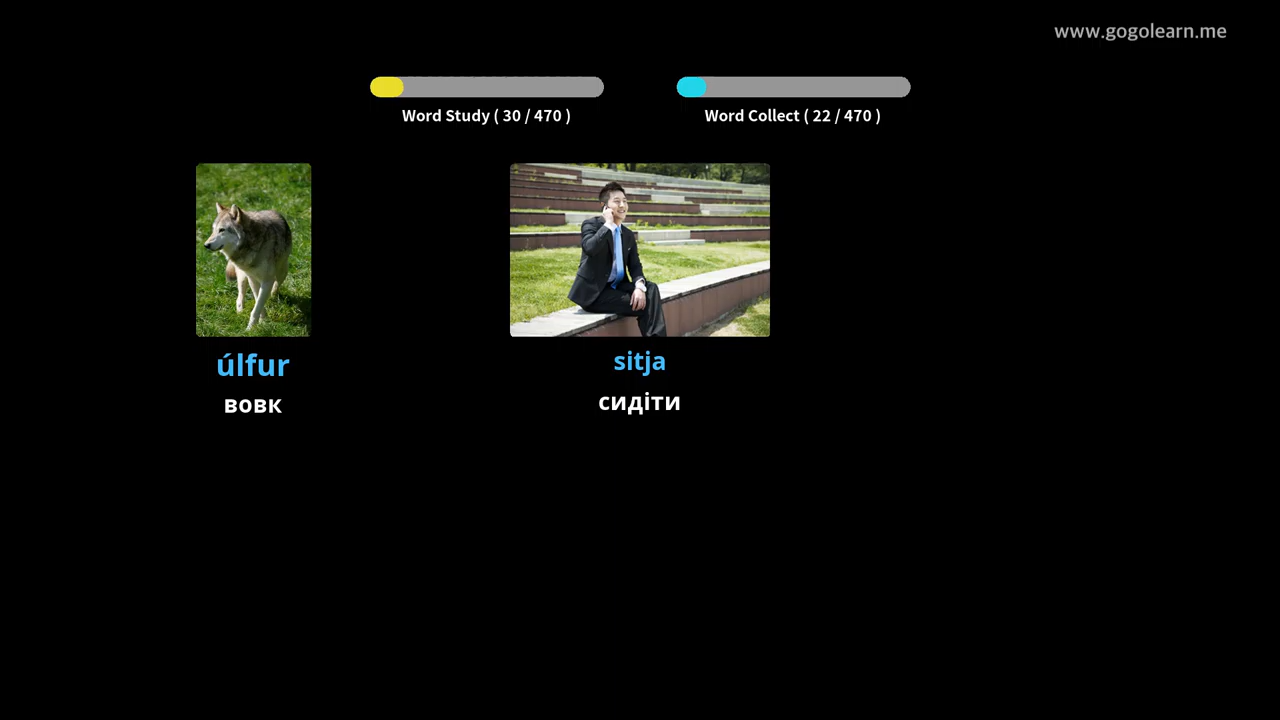 www.gogolearn.me
Word Study ( 30 / 470 )
Word Collect ( 22 / 470 )
úlfur
вовк
sitja
сидіти